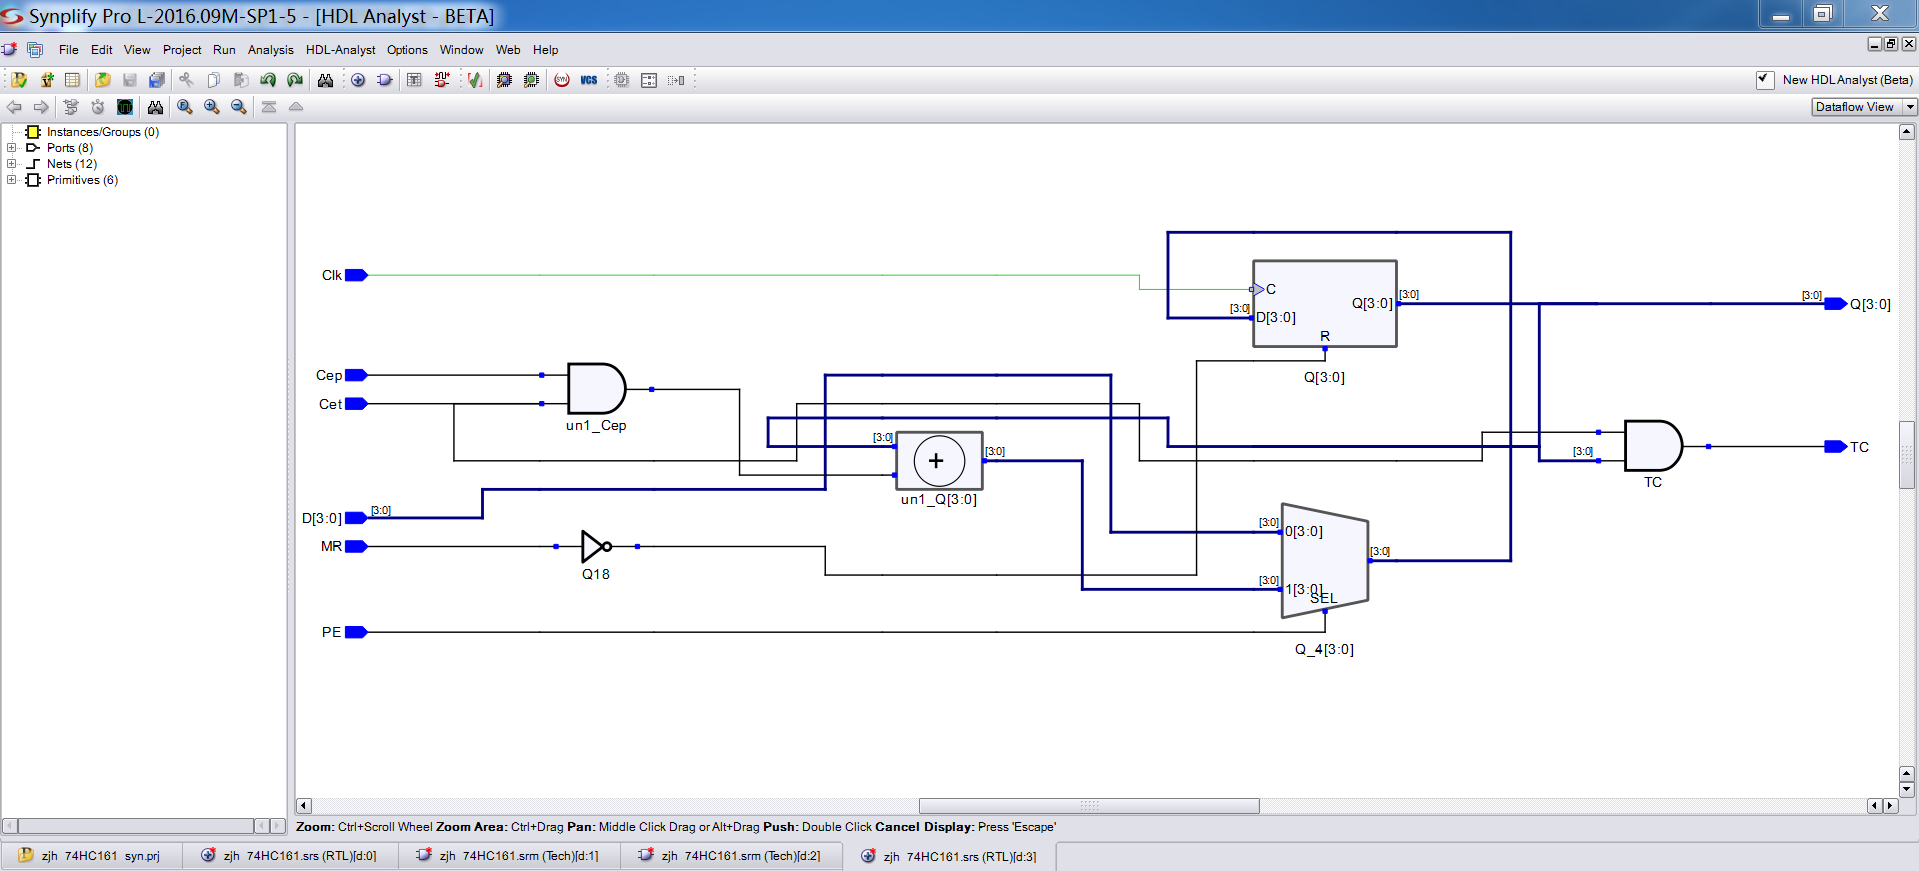 Synplify Pro L-2016.09M-SP1-5 - [HDL Analyst - BETA]
File Edit View Project Run Analysis HDL-Analyst Options Window Web Help
SYN VCS New HDLAnalyst (Beta)
Dataflow View
Instances/Groups (0)
Ports (8)
Nets (12)
Primitives (6)
Clk
C
[3:0]
D[3:0]
Q[3:0]
[3:0]
R
Q[3:0]
[3:0]
Q[3:0]
Cep
Cet
un1_Cep
[3:0]
+
[3:0]
un1_Q[3:0]
[3:0]
TC
TC
D[3:0]
[3:0]
MR
Q18
[3:0]
0[3:0]
[3:0]
1[3:0]
SEL
[3:0]
PE
Q_4[3:0]
Zoom: Ctrl+Scroll Wheel Zoom Area: Ctrl+Drag Pan: Middle Click Drag or Alt+Drag Push: Double Click Cancel Display: Press 'Escape'
zjh 74HC161 syn.prj
zjh 74HC161.srs (RTL)[d:0]
zjh 74HC161.srm (Tech)[d:1]
zjh 74HC161.srm (Tech)[d:2]
zjh 74HC161.srs (RTL)[d:3]